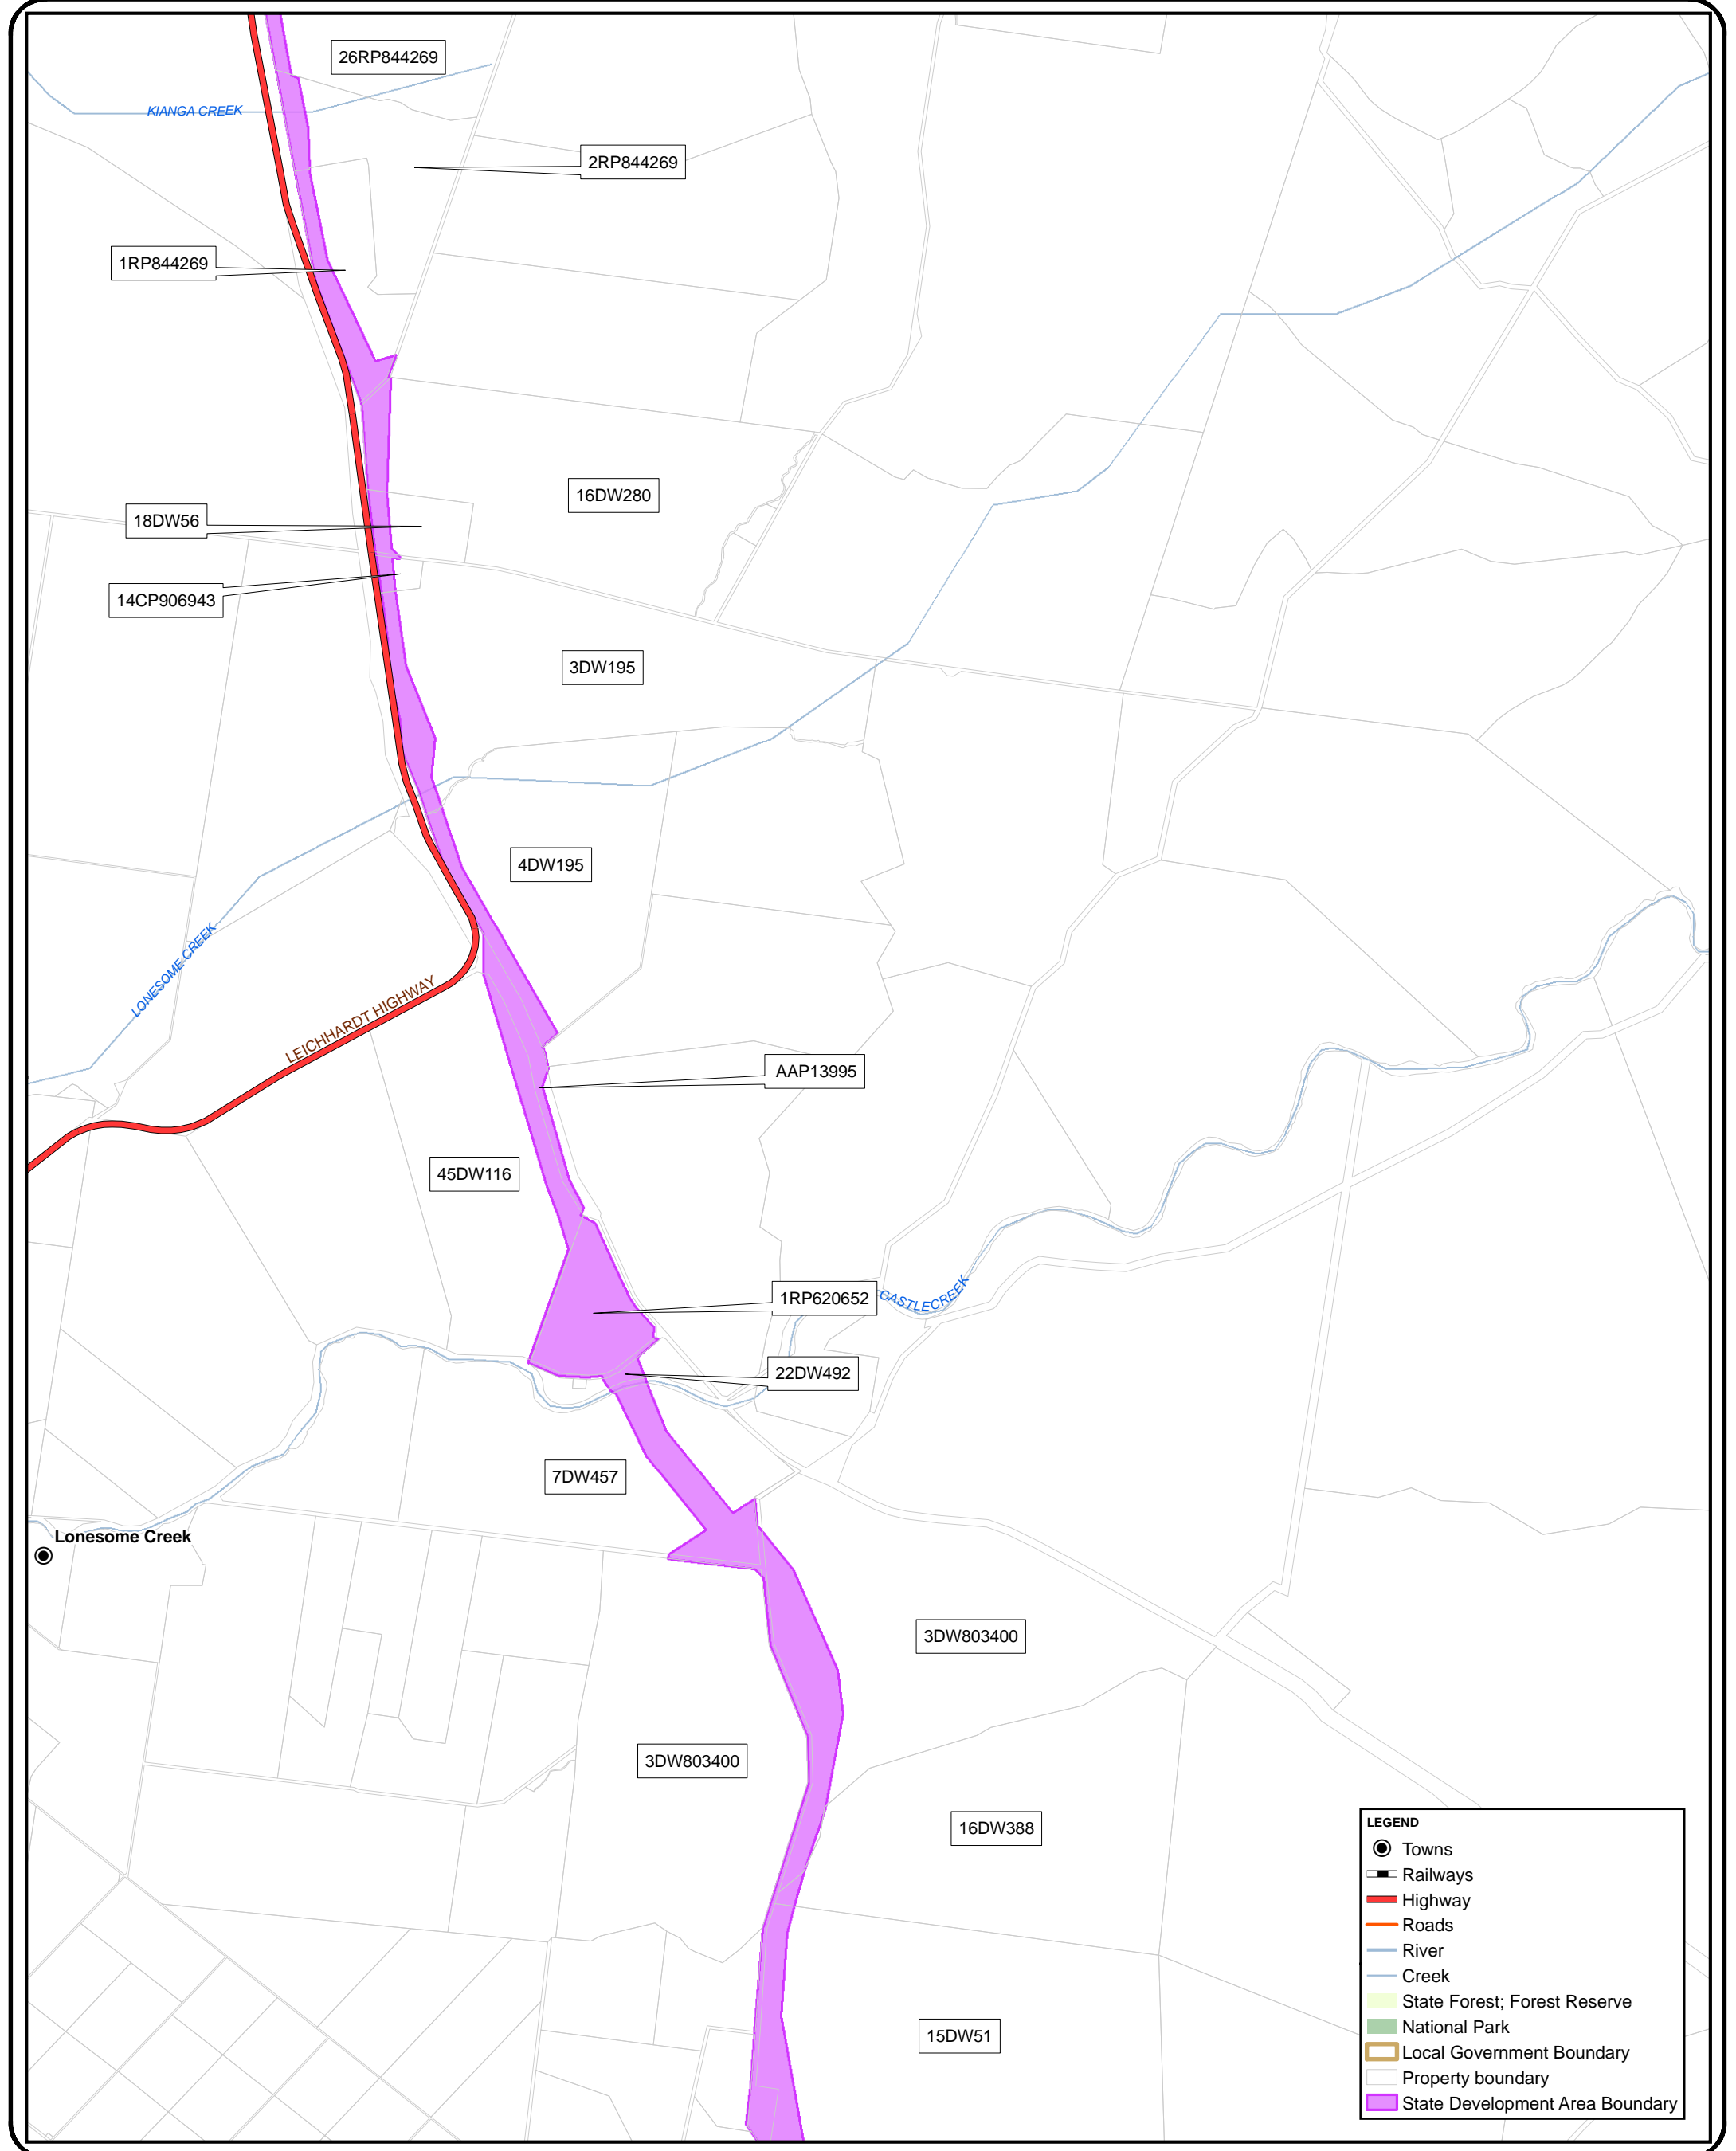 26RP844269
KIANGA CREEK
2RP844269
1RP844269
16DW280
18DW56
14CP906943
3DW195
4DW195
LONESOME CREEK
LEICHHARDT HIGHWAY
AAP13995
45DW116
1RP620652
CASTLECREEK
22DW492
7DW457
Lonesome Creek
3DW803400
3DW803400
16DW388
15DW51
LEGEND
Towns
Railways
Highway
Roads
River
Creek
State Forest; Forest Reserve
National Park
Local Government Boundary
Property boundary
State Development Area Boundary